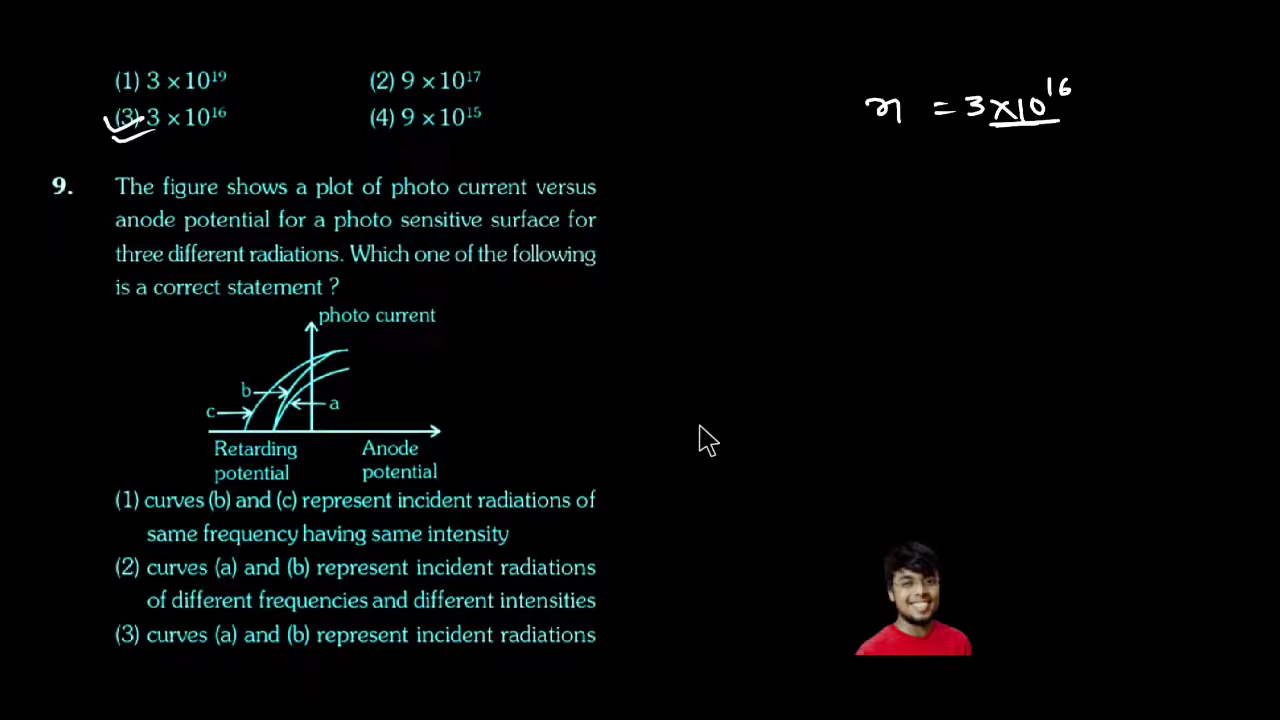 (1) 3 × 10¹⁹ (2) 9 × 10¹⁷
(3) 3 × 10¹⁶ (4) 9 × 10¹⁵
n = 3 × 10¹⁶
9. The figure shows a plot of photo current versus
anode potential for a photo sensitive surface for
three different radiations. Which one of the following
is a correct statement ?
photo current
b
c
a
Retarding potential
Anode potential
(1) curves (b) and (c) represent incident radiations of
same frequency having same intensity
(2) curves (a) and (b) represent incident radiations
of different frequencies and different intensities
(3) curves (a) and (b) represent incident radiations